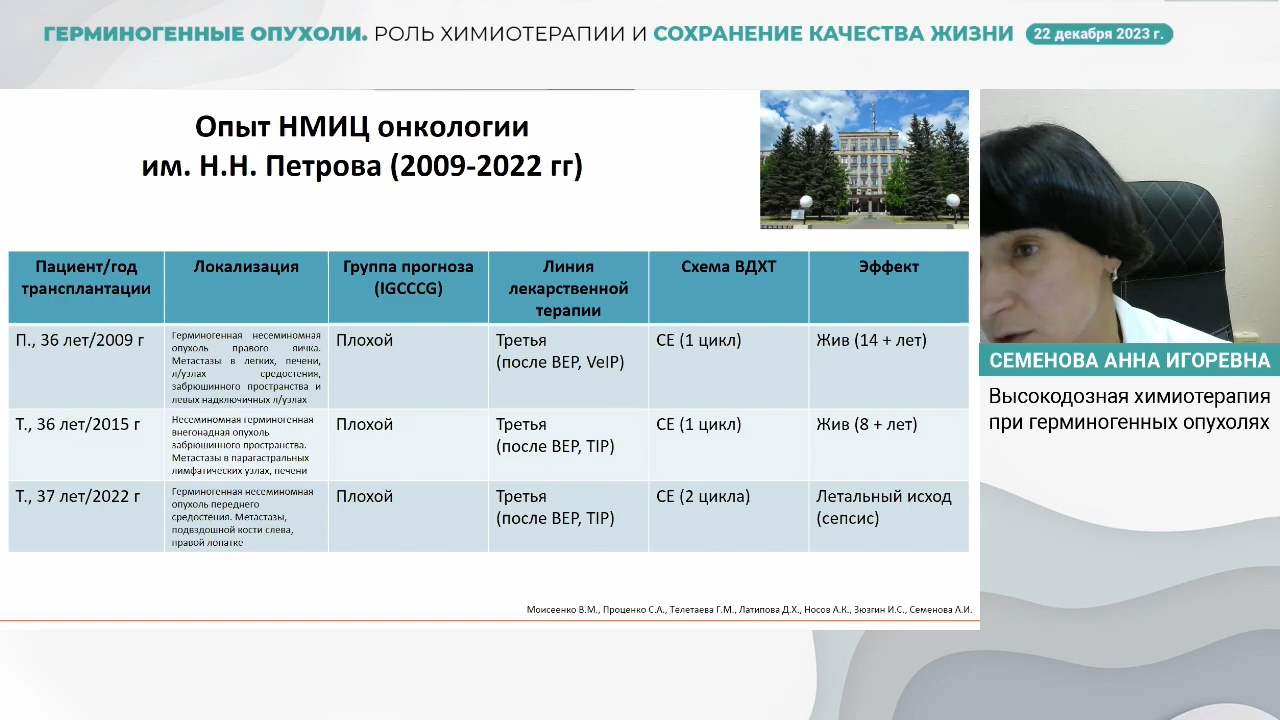 ГЕРМИНОГЕННЫЕ ОПУХОЛИ. РОЛЬ ХИМИОТЕРАПИИ И СОХРАНЕНИЕ КАЧЕСТВА ЖИЗНИ 22 декабря 2023 г.
Опыт НМИЦ онкологии
им. Н.Н. Петрова (2009-2022 гг)
Пациент/год
трансплантации
Локализация
Группа прогноза
(IGCCCG)
Линия
лекарственной
терапии
Схема ВДХТ
Эффект
П., 36 лет/2009 г
Герминогенная несеминомная
опухоль правого яичка.
Метастазы в легких, печени,
л/узлах средостения,
забрюшинного пространства и
левых надключичных л/узлах
Плохой
Третья
(после BEP, VeIP)
CE (1 цикл)
Жив (14 + лет)
Т., 36 лет/2015 г
Несеминомная герминогенная
внегонадная опухоль
забрюшинного пространства.
Метастазы в парагастральных
лимфатических узлах, печени
Плохой
Третья
(после BEP, TIP)
CE (1 цикл)
Жив (8 + лет)
Т., 37 лет/2022 г
Герминогенная несеминомная
опухоль переднего
средостения. Метастазы,
подвздошной кости слева,
правой лопатке
Плохой
Третья
(после BEP, TIP)
CE (2 цикла)
Летальный исход
(сепсис)
Моисеенко В.М., Проценко С.А., Телетаева Г.М., Латипова Д.Х., Носов А.К., Зюзгин И.С., Семенова А.И.
СЕМЕНОВА АННА ИГОРЕВНА
Высокодозная химиотерапия
при герминогенных опухолях